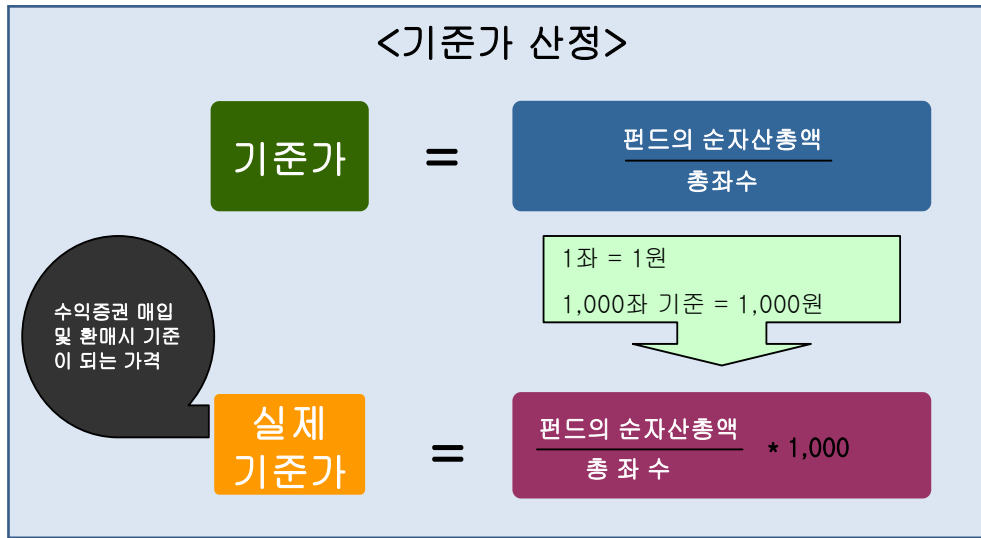 <기준가 산정>
기준가
=
펀드의 순자산총액
총좌수
1좌 = 1원
1,000좌 기준 = 1,000원
수익증권 매입
및 환매시 기준
이 되는 가격
실제
기준가
=
펀드의 순자산총액
총 좌 수
* 1,000